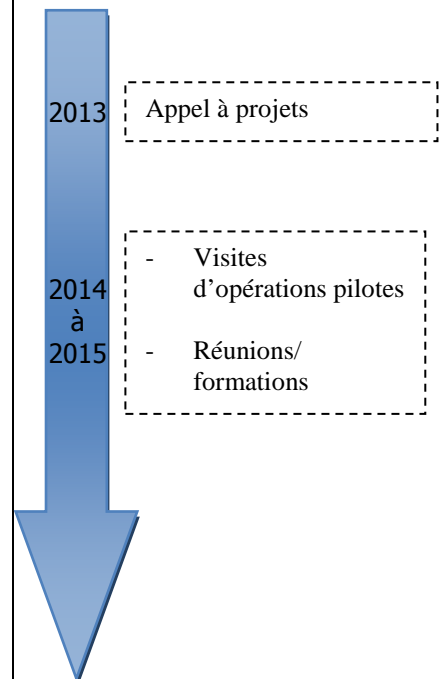 2013
Appel à projets
2014
à
2015
- Visites
d'opérations pilotes
- Réunions/
formations